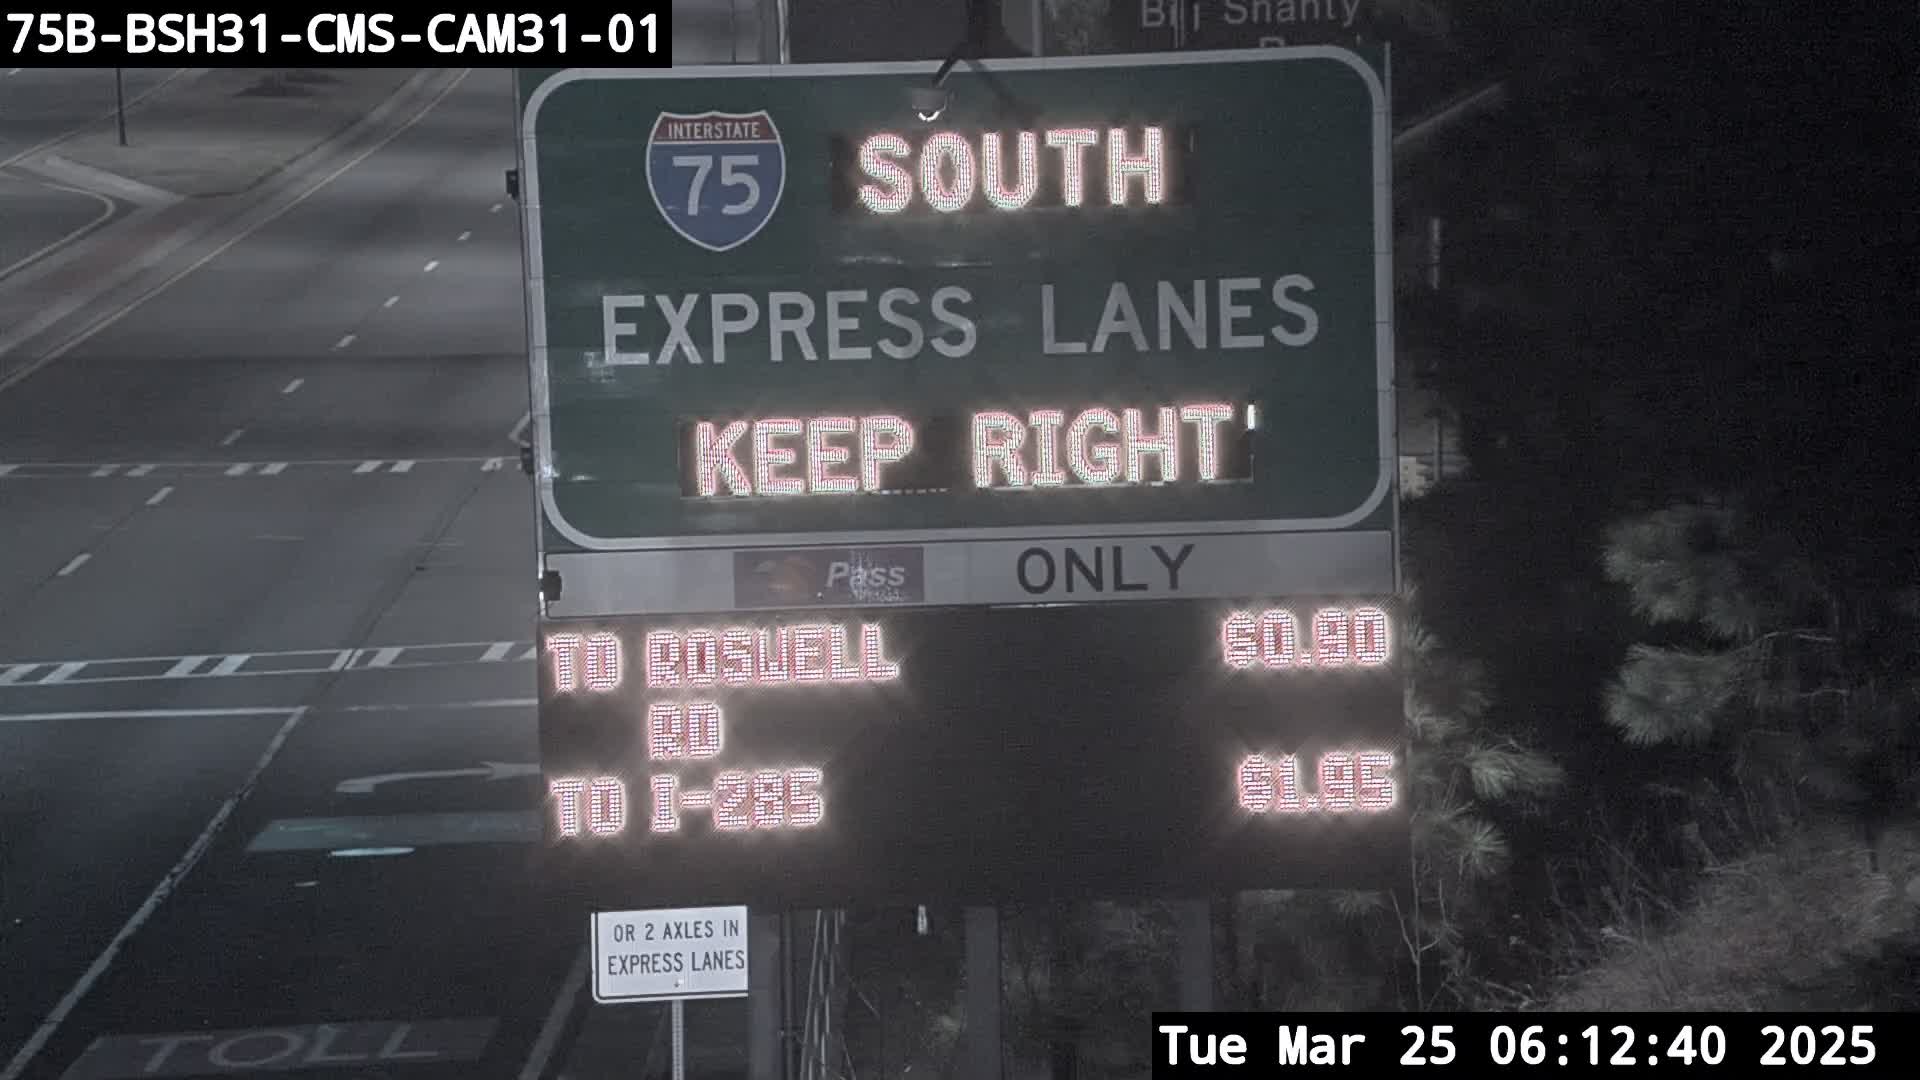 75B-BSH31-CMS-CAM31-01
Shanty
INTERSTATE
75
SOUTH
EXPRESS LANES
KEEP RIGHT
Pass ONLY
TO ROSWELL $0.90
RD
TO I-285 $1.95
OR 2 AXLES IN
EXPRESS LANES
TOLL
Tue Mar 25 06:12:40 2025